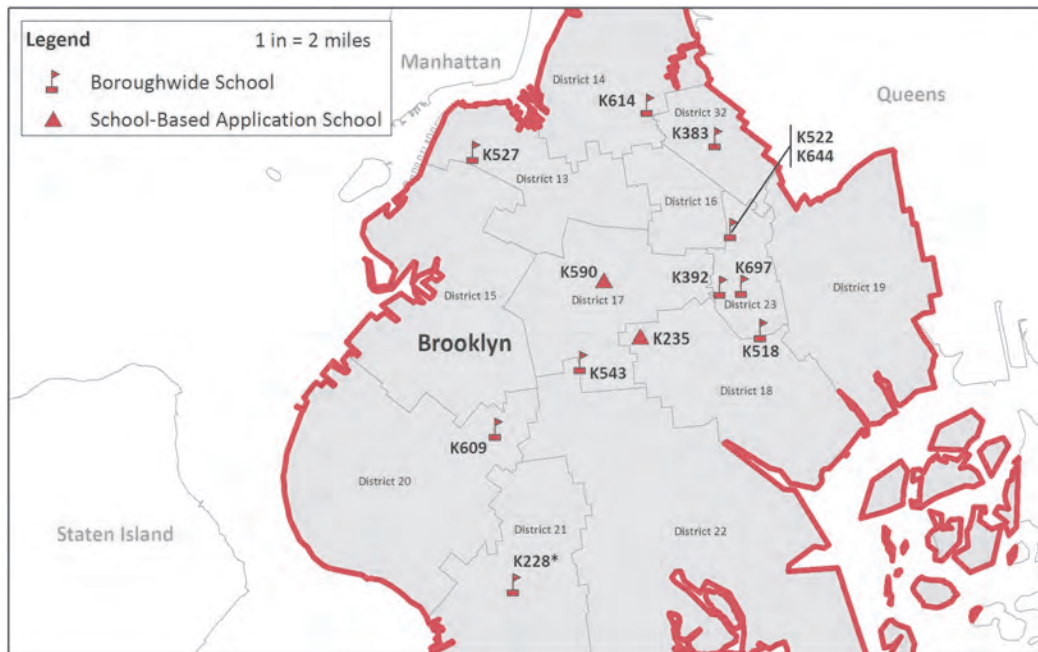 Legend
1 in = 2 miles
Boroughwide School
School-Based Application School
Manhattan
Queens
District 14
K614
District 32
K383
K522
K644
K527
District 13
District 16
K590
District 17
K392
K697
District 23
District 19
District 15
Brooklyn
K235
K518
K543
District 18
K609
District 20
District 21
District 22
Staten Island
K228*